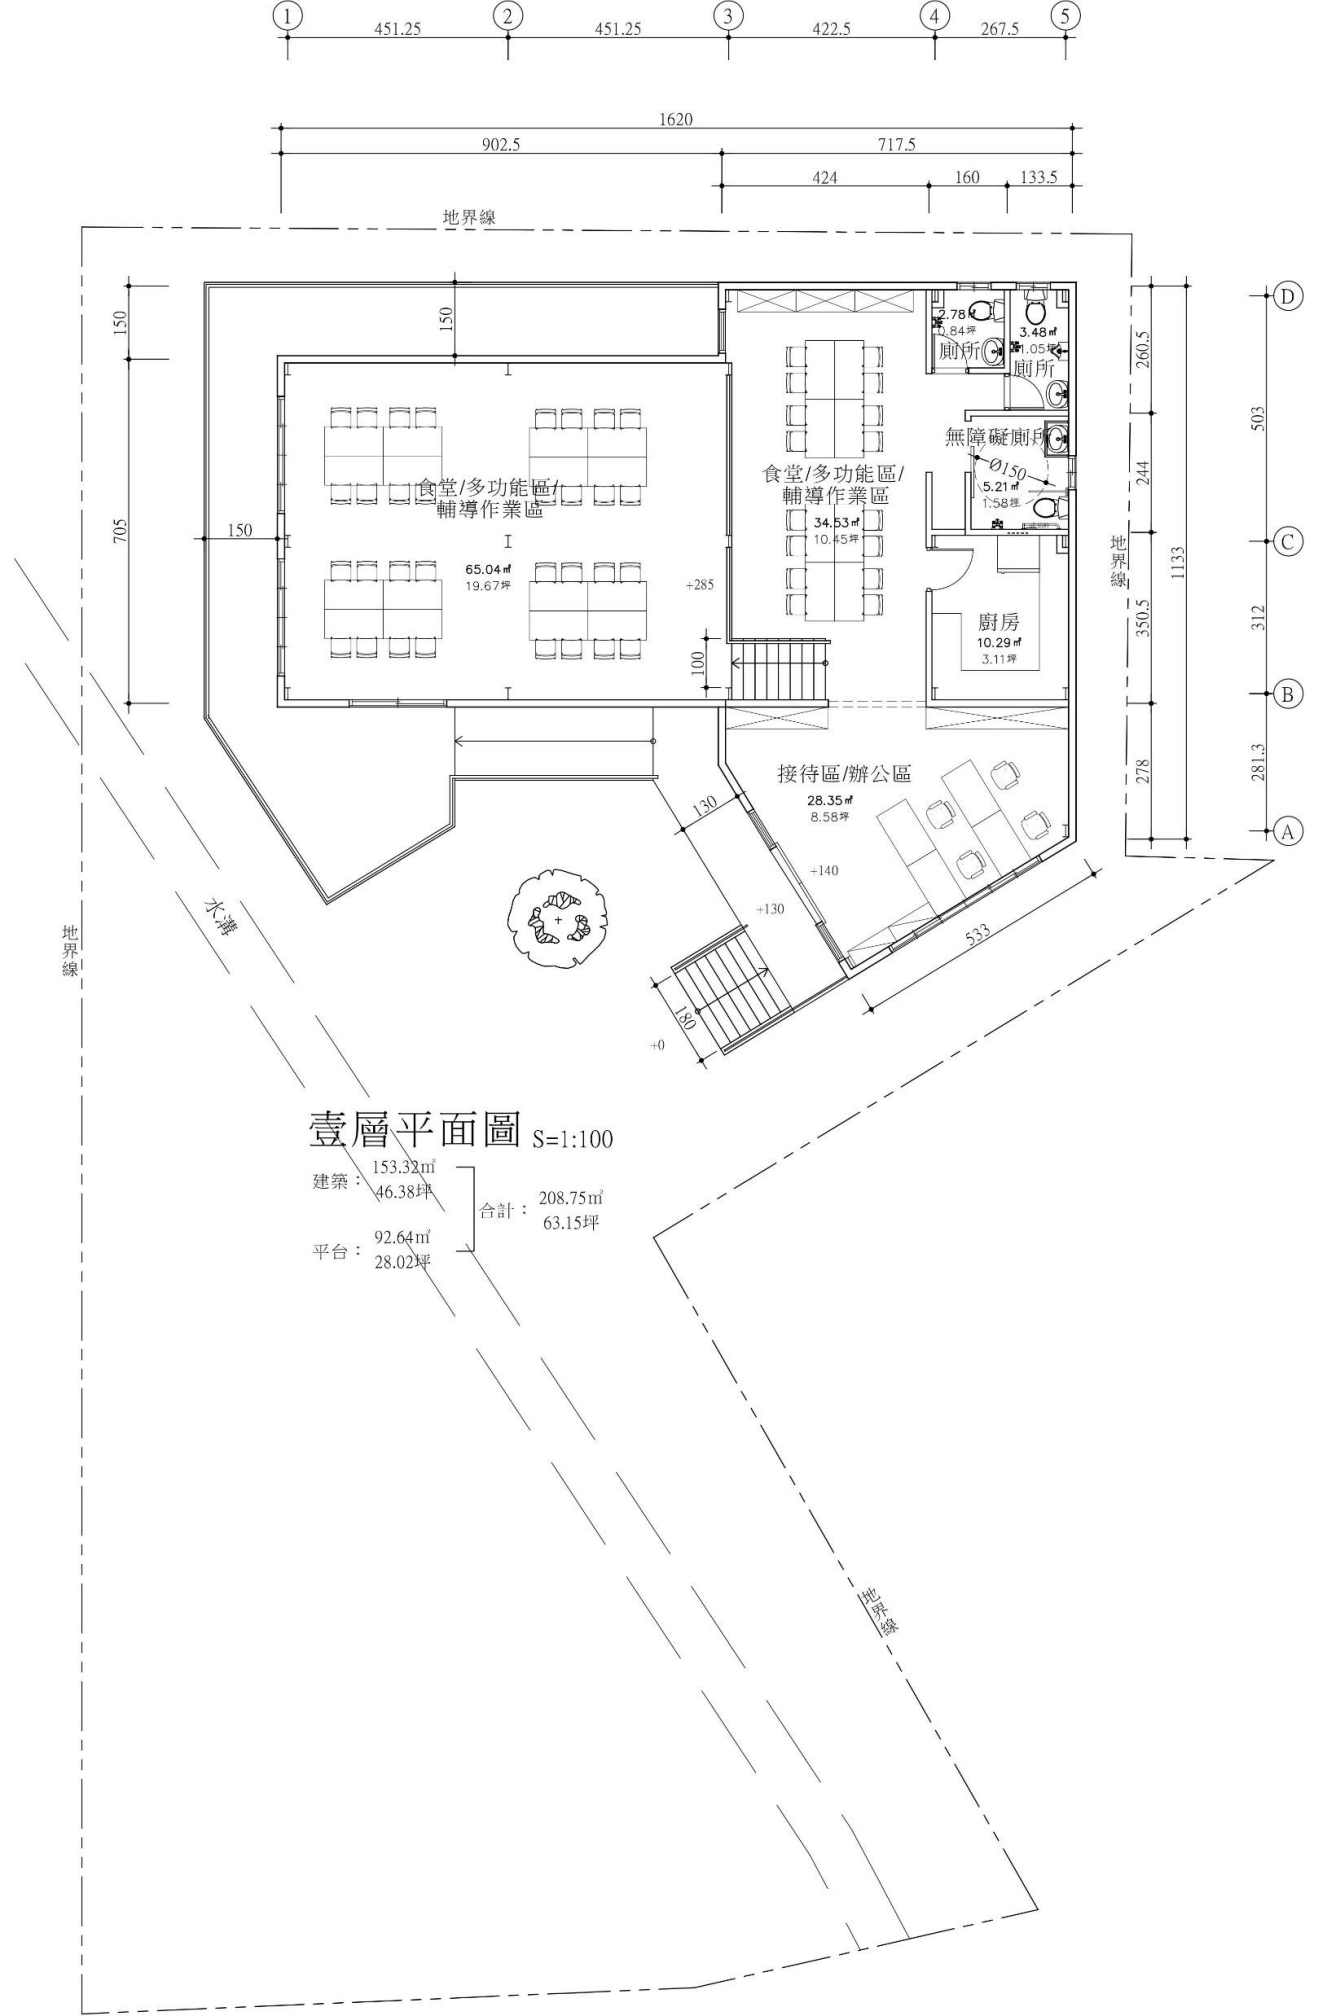 1 2 3 4 5
451.25 451.25 422.5 267.5
1620
902.5 717.5
424 160 133.5
地界線
150
150
705
150
2.78㎡
0.84坪
廁所
3.48㎡
1.05坪
廁所
260.5
D
503
無障礙廁所
Ø150
5.21㎡
1.58坪
244
食堂/多功能區/
輔導作業區
65.04㎡
19.67坪
+285
食堂/多功能區/
輔導作業區
34.53㎡
10.45坪
C
地界線
1133
廚房
10.29㎡
3.11坪
350.5
312
100
B
接待區/辦公區
28.35㎡
8.58坪
278
281.3
A
130
+140
+130
533
180
+0
水溝
地界線
壹層平面圖 S=1:100
建築：
153.32㎡
46.38坪
合計：
208.75㎡
63.15坪
平台：
92.64㎡
28.02坪
地界線